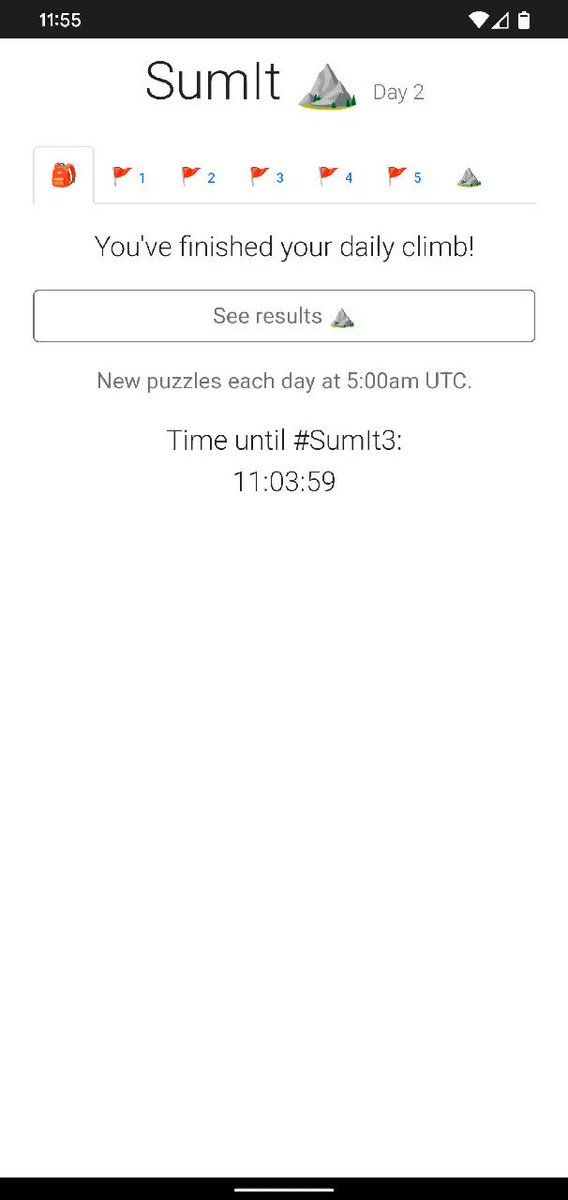 11:55
SumIt Day 2
1 2 3 4 5
You've finished your daily climb!
See results
New puzzles each day at 5:00am UTC.
Time until #SumIt3:
11:03:59